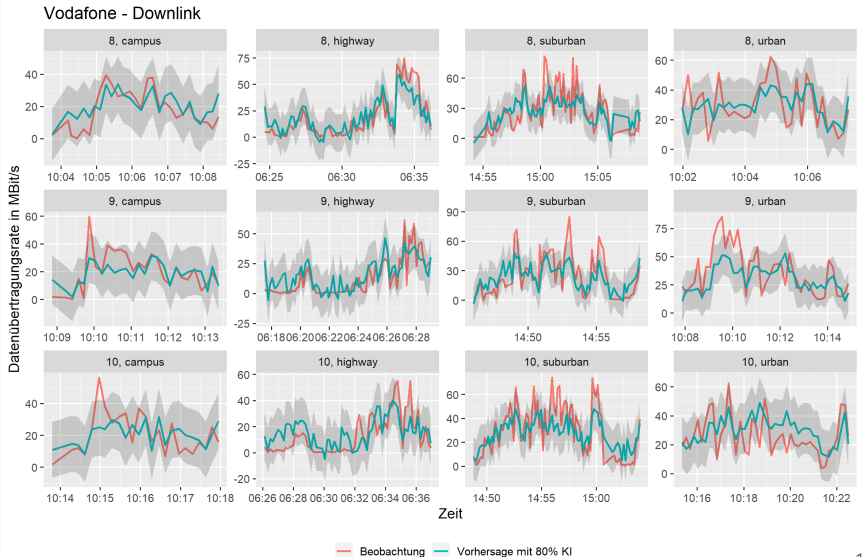 Vodafone - Downlink
8, campus
8, highway
8, suburban
8, urban
40
20
0
75
50
25
0
-25
60
30
0
60
40
20
0
10:04 10:05 10:06 10:07 10:08
06:25 06:30 06:35
14:55 15:00 15:05
10:02 10:04 10:06
9, campus
9, highway
9, suburban
9, urban
60
40
20
0
50
25
0
-25
90
60
30
0
75
50
25
0
10:09 10:10 10:11 10:12 10:13
06:18 06:20 06:22 06:24 06:26 06:28
14:50 14:55
10:08 10:10 10:12 10:14
10, campus
10, highway
10, suburban
10, urban
40
20
0
60
40
20
0
-20
60
40
20
0
60
40
20
0
10:14 10:15 10:16 10:17 10:18
06:26 06:28 06:30 06:32 06:34 06:36
14:50 14:55 15:00
10:16 10:18 10:20 10:22
Datenübertragungsrate in MBit/s
Zeit
Beobachtung Vorhersage mit 80% KI